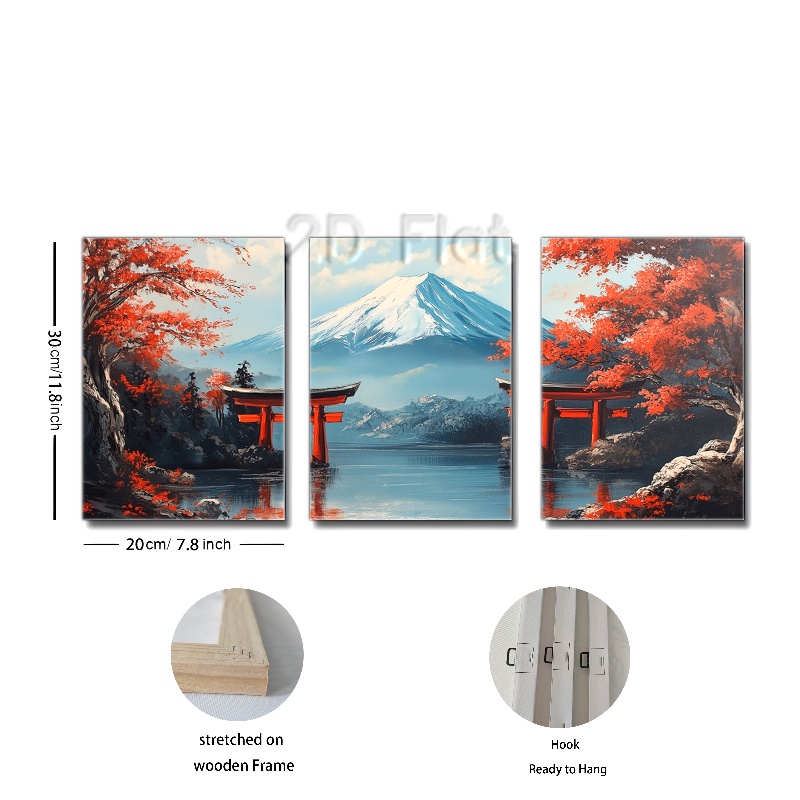 2D Flat
30cm/11.8inch
20cm/ 7.8 inch
stretched on
wooden Frame
Hook
Ready to Hang